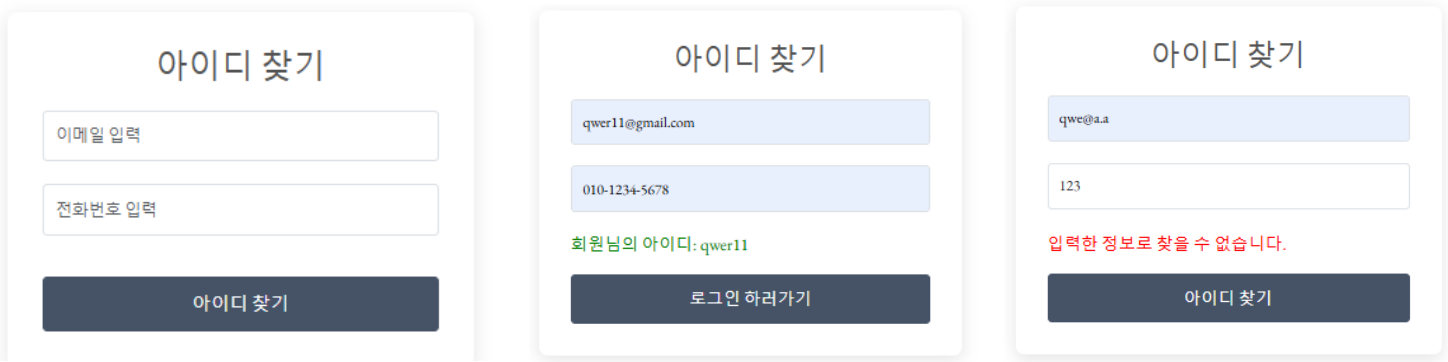 아이디 찾기
이메일 입력
전화번호 입력
아이디 찾기
아이디 찾기
qwer11@gmail.com
010-1234-5678
회원님의 아이디: qwer11
로그인 하러가기
아이디 찾기
qwe@a.a
123
입력한 정보로 찾을 수 없습니다.
아이디 찾기